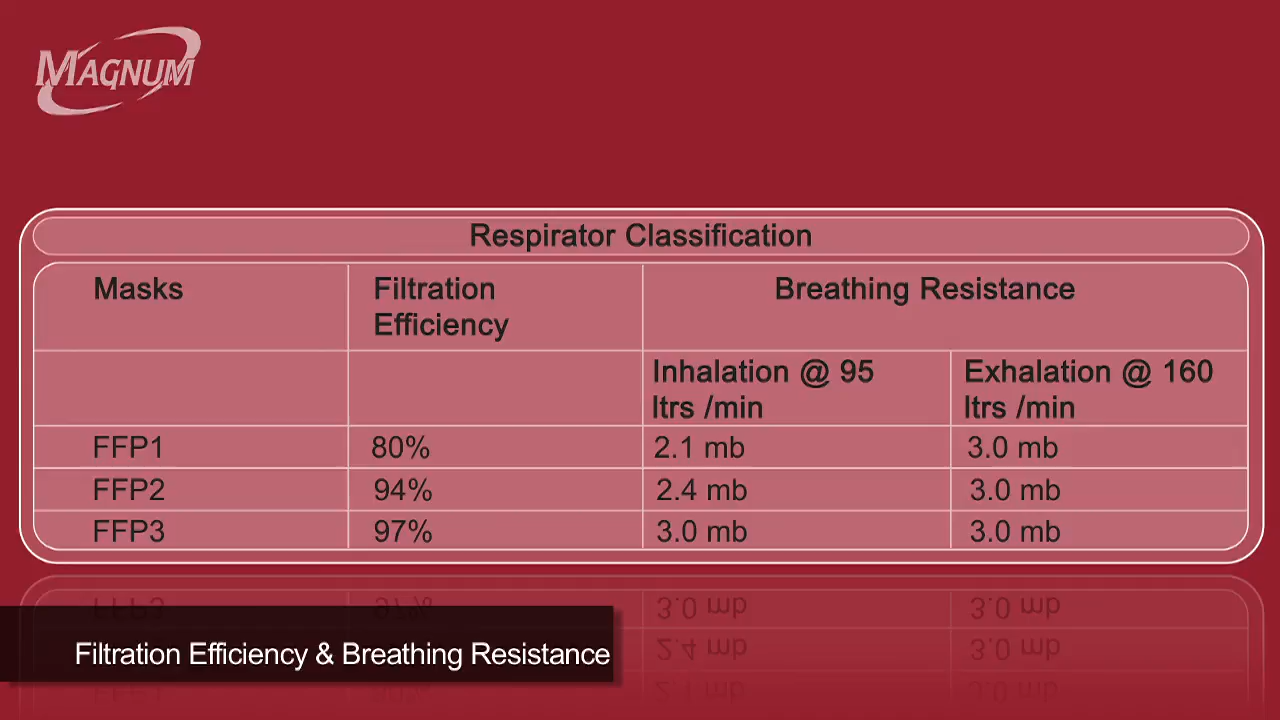 MAGNUM
Respirator Classification
Masks
Filtration
Efficiency
Breathing Resistance
Inhalation @ 95
ltrs /min
Exhalation @ 160
ltrs /min
FFP1 80% 2.1 mb 3.0 mb
FFP2 94% 2.4 mb 3.0 mb
FFP3 97% 3.0 mb 3.0 mb
Filtration Efficiency & Breathing Resistance